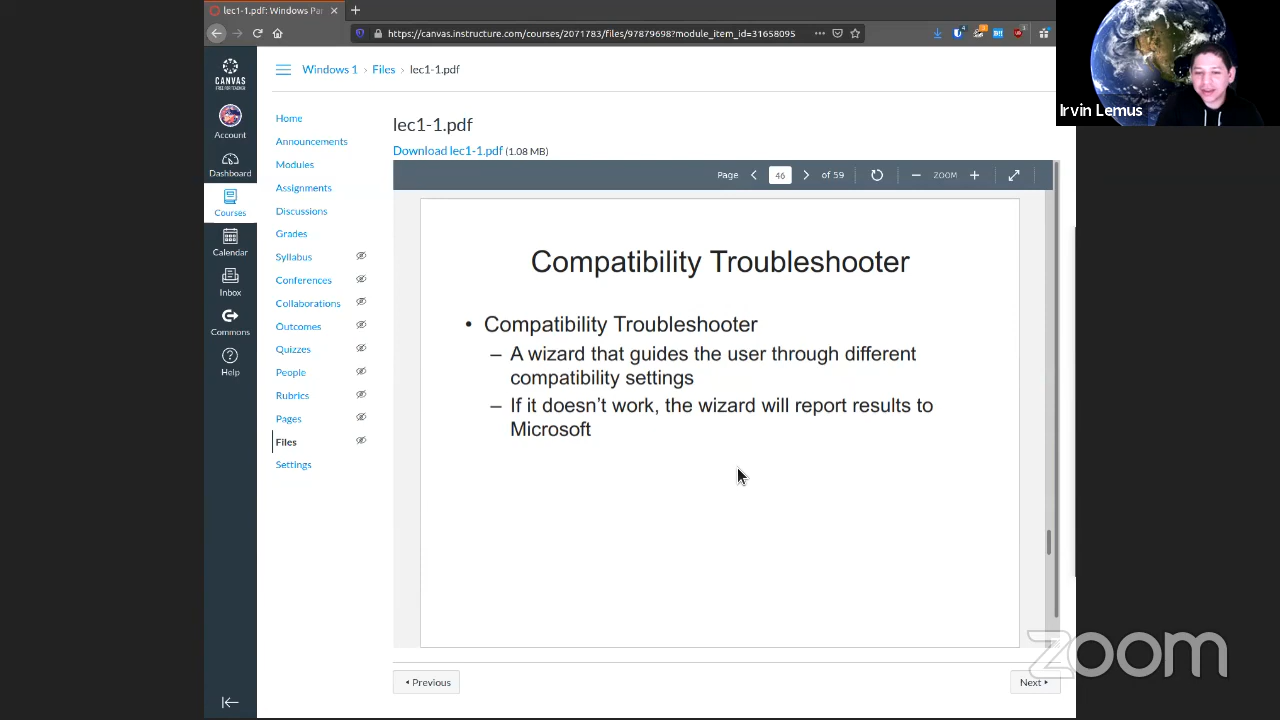 lec1-1.pdf: Windows Par
https://canvas.instructure.com/courses/2071783/files/97879698?module_item_id=31658095
Irvin Lemus
CANVAS
FREE FOR TEACHER
Account
Dashboard
Courses
Calendar
Inbox
Commons
Help
Windows 1 › Files › lec1-1.pdf
Home
Announcements
Modules
Assignments
Discussions
Grades
Syllabus
Conferences
Collaborations
Outcomes
Quizzes
People
Rubrics
Pages
Files
Settings
lec1-1.pdf
Download lec1-1.pdf (1.08 MB)
Page 46 of 59 ZOOM
Compatibility Troubleshooter
• Compatibility Troubleshooter
– A wizard that guides the user through different
compatibility settings
– If it doesn't work, the wizard will report results to
Microsoft
Previous
Next
zoom